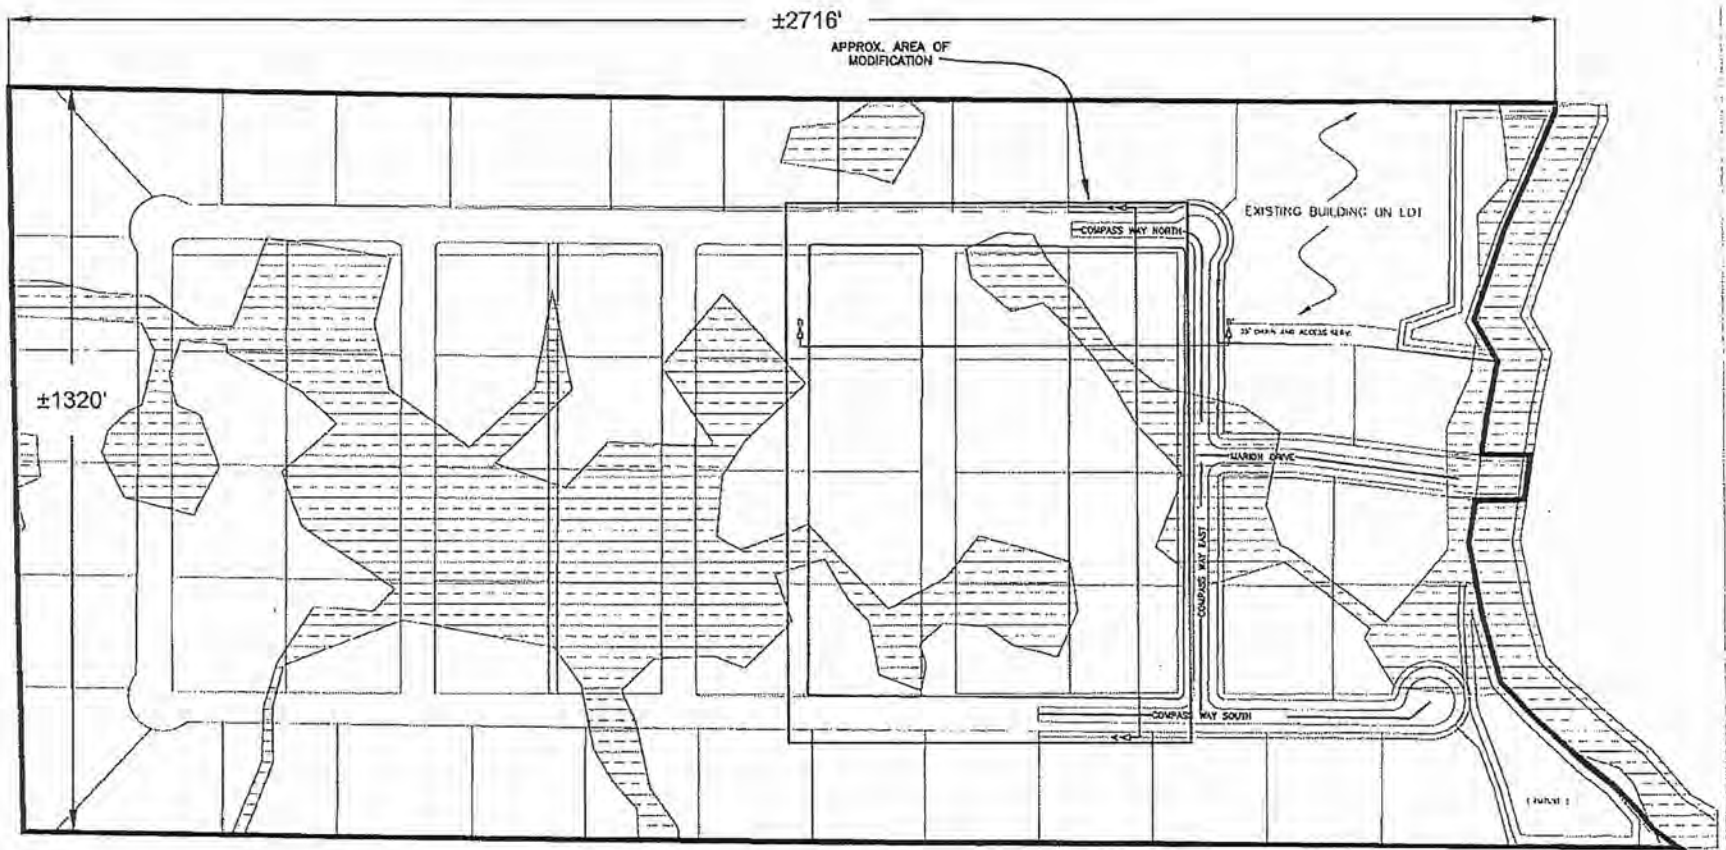 ±2716'
APPROX. AREA OF
MODIFICATION
EXISTING BUILDING ON LOT
COMPASS WAY NORTH
±1320'
MARION DRIVE
COMPASS WAY EAST
COMPASS WAY SOUTH